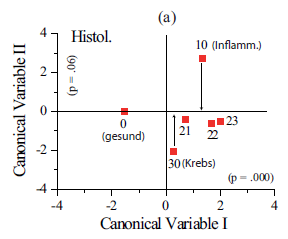 (a)
Histol.
10 (Inflamm.)
(p = .06)
0
(gesund)
21
22
23
30 (Krebs)
(p = .000)
4
2
0
-2
-4
-4
-2
0
2
4
Canonical Variable II
Canonical Variable I